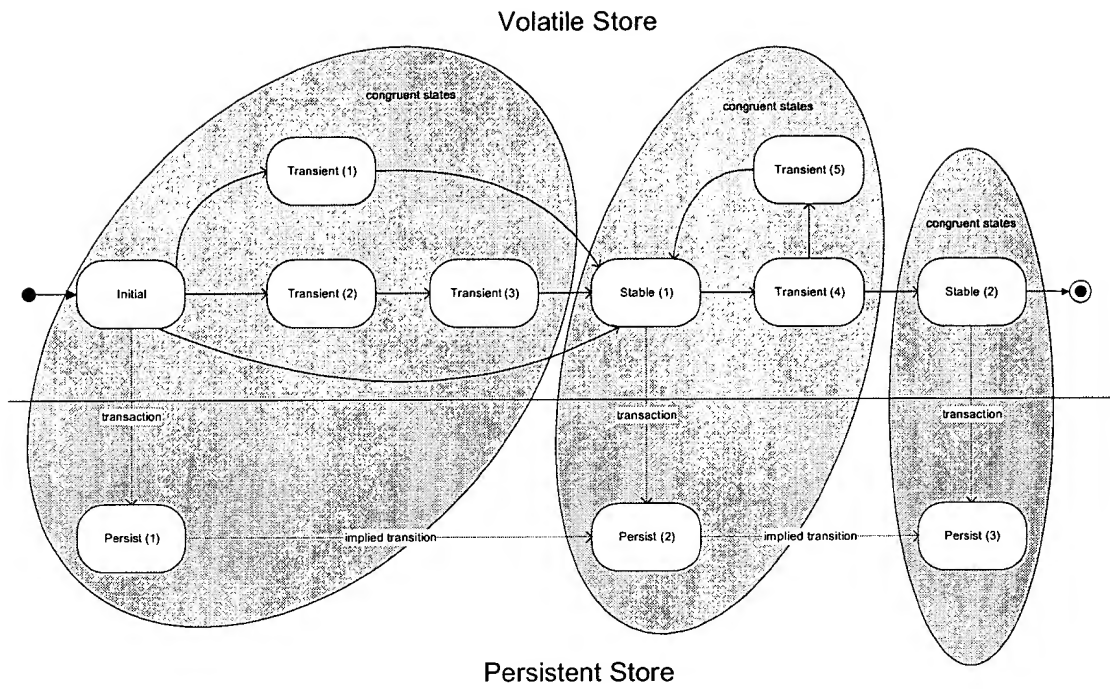 Volatile Store
congruent states
congruent states
Transient (1)
Transient (5)
congruent states
Initial
Transient (2)
Transient (3)
Stable (1)
Transient (4)
Stable (2)
transaction
transaction
transaction
Persist (1)
implied transition
Persist (2)
implied transition
Persist (3)
Persistent Store